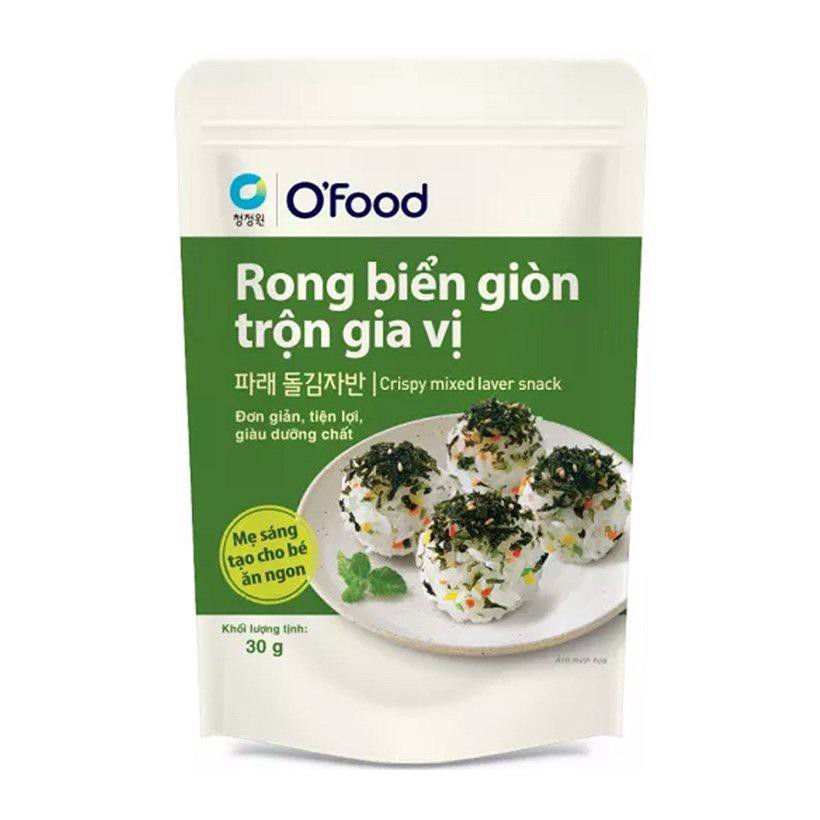 청정원
O'Food
Rong biển giòn
trộn gia vị
파래 돌김자반 | Crispy mixed laver snack
Đơn giản, tiện lợi,
giàu dưỡng chất
Mẹ sáng
tạo cho bé
ăn ngon
Khối lượng tịnh:
30 g
Ảnh minh họa